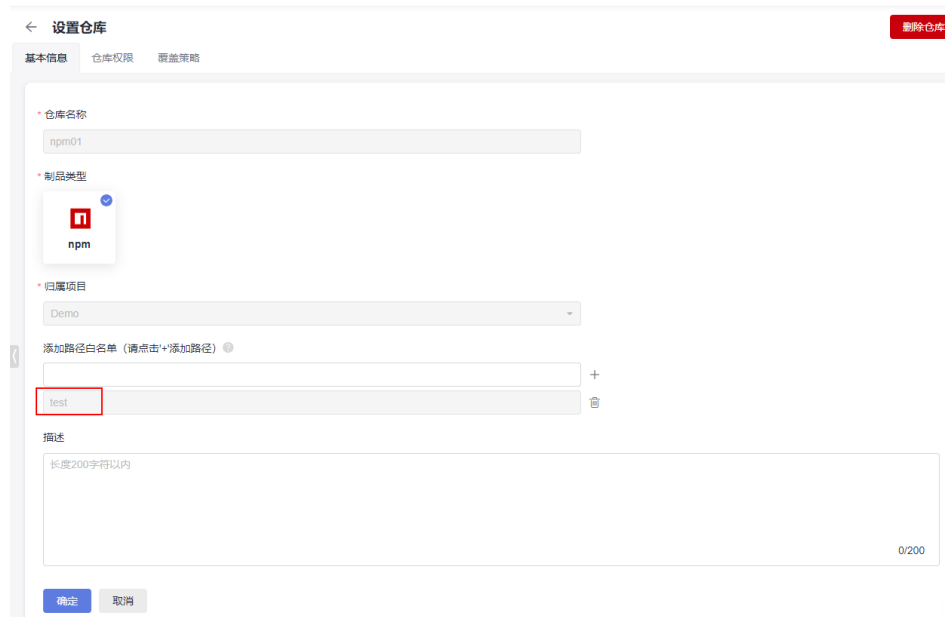 ← 设置仓库
删除仓库
基本信息 仓库权限 覆盖策略
* 仓库名称
npm01
* 制品类型
npm
* 归属项目
Demo
添加路径白名单（请点击'+'添加路径）
test
描述
长度200字符以内
0/200
确定 取消